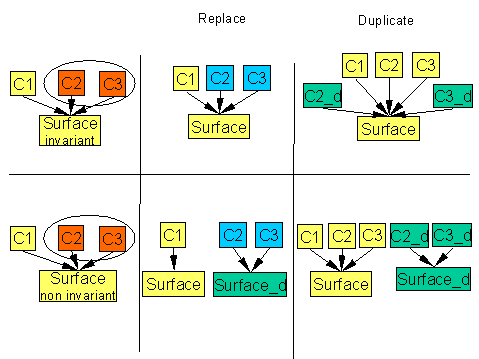 Replace
Duplicate
C1
C2
C3
Surface
invariant
C1
C2
C3
Surface
C1
C2
C3
C2_d
C3_d
Surface
C1
C2
C3
Surface
non invariant
C1
C2
C3
Surface
Surface_d
C1
C2
C3
C2_d
C3_d
Surface
Surface_d